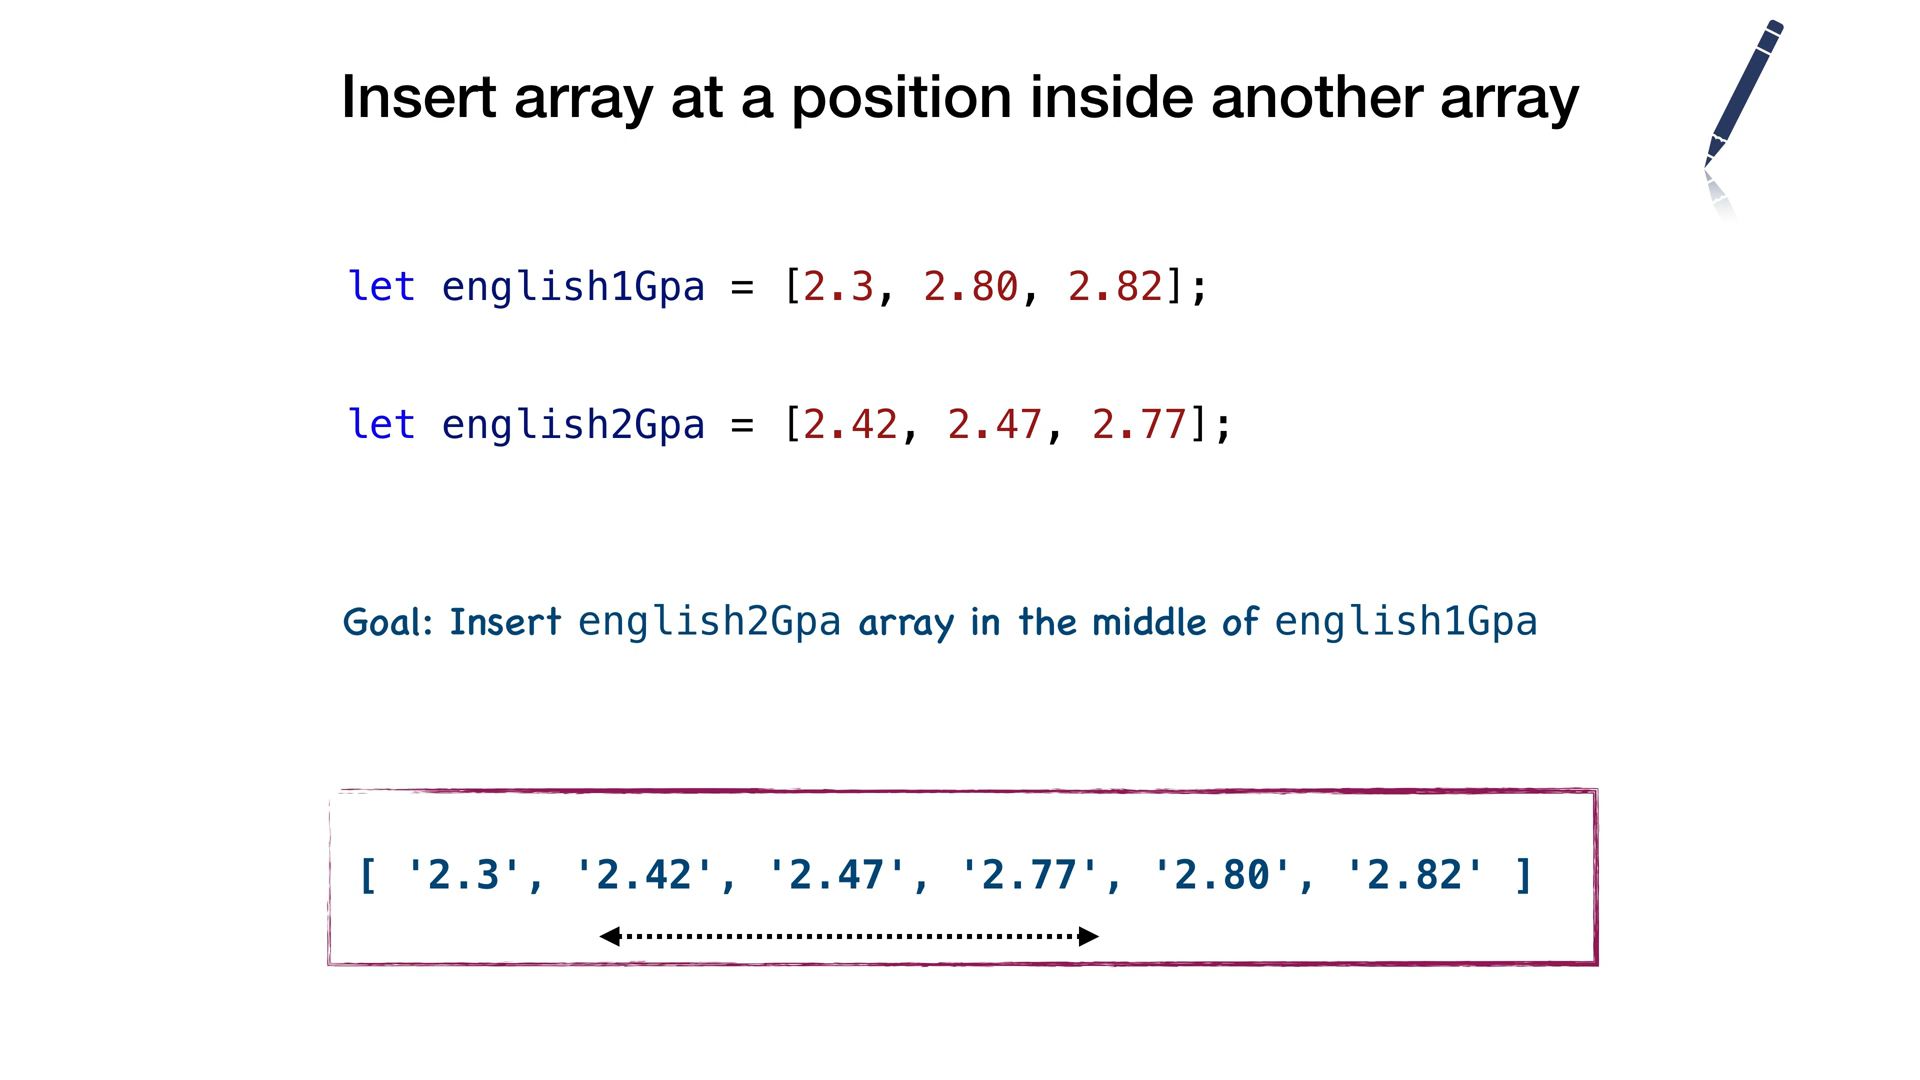 Insert array at a position inside another array
let english1Gpa = [2.3, 2.80, 2.82];
let english2Gpa = [2.42, 2.47, 2.77];
Goal: Insert english2Gpa array in the middle of english1Gpa
[ '2.3', '2.42', '2.47', '2.77', '2.80', '2.82' ]